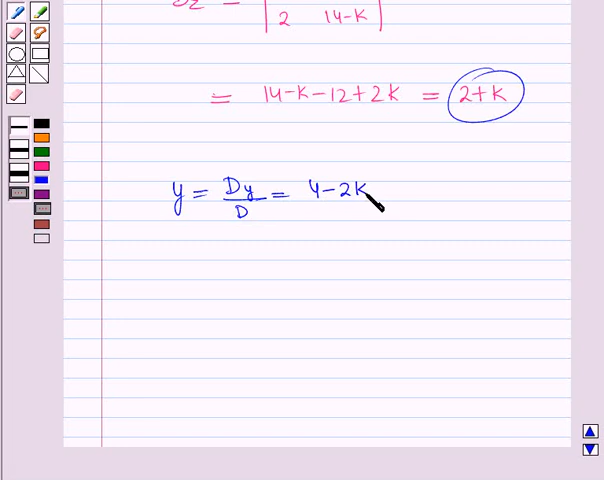 2 14-K
= 14-K-12+2K = 2+K
y = Dy/D = 4-2K